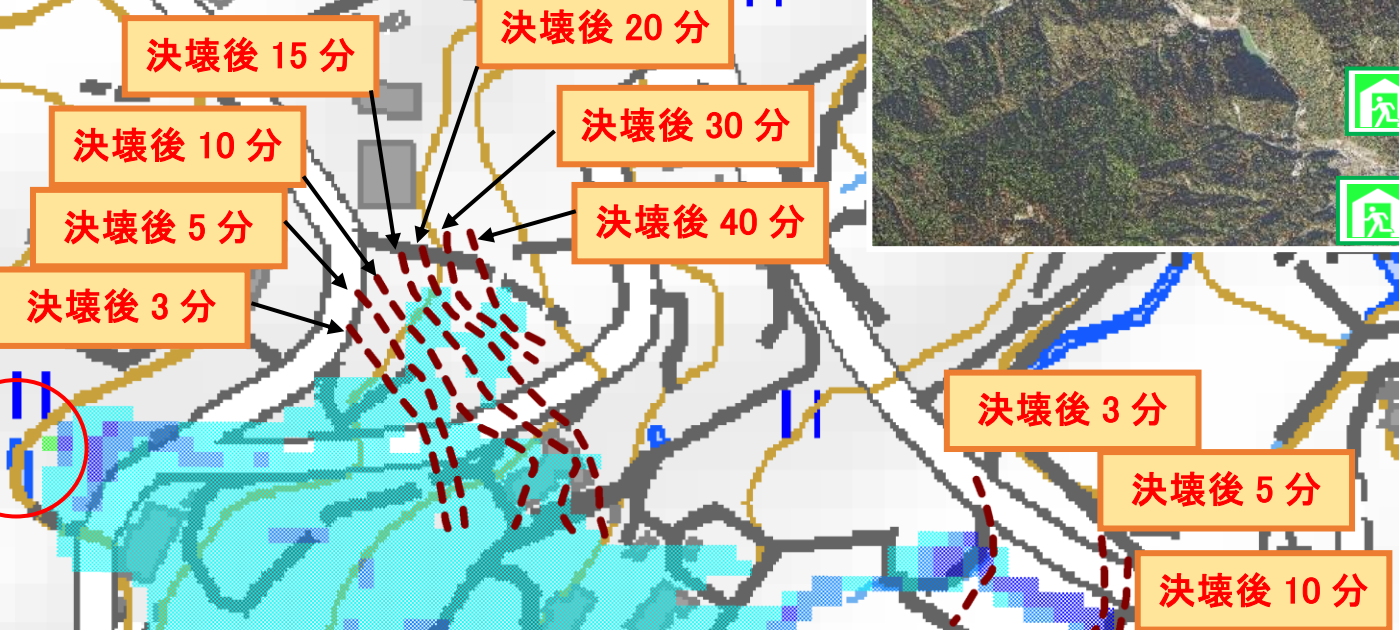 決壊後 20 分
決壊後 15 分
決壊後 30 分
決壊後 10 分
決壊後 5 分
決壊後 40 分
決壊後 3 分
決壊後 3 分
決壊後 5 分
決壊後 10 分